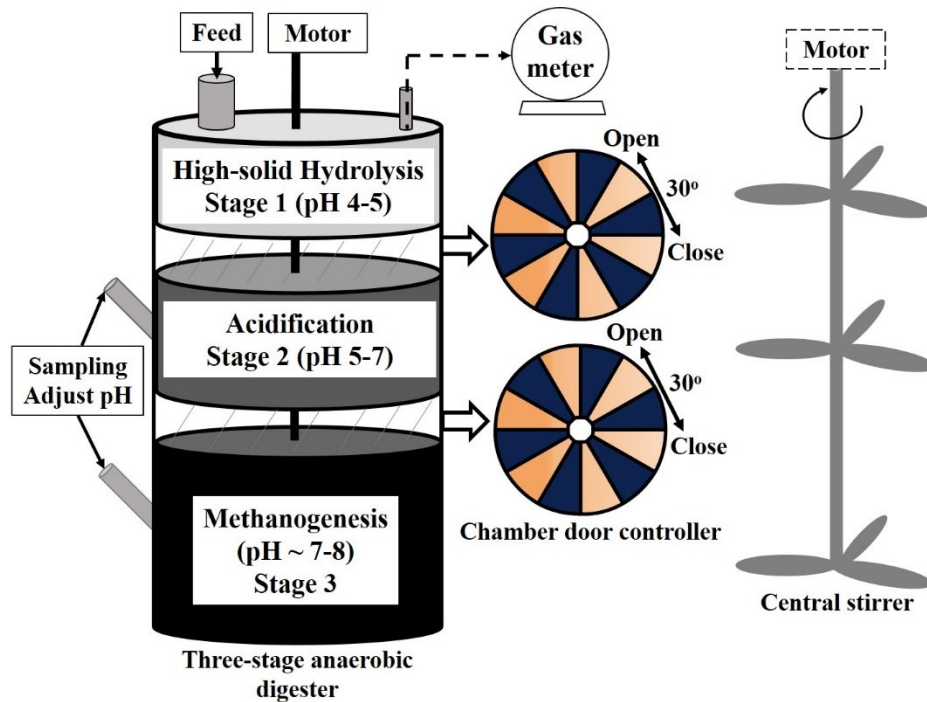 Feed
Motor
Gas
meter
Motor
High-solid Hydrolysis
Stage 1 (pH 4-5)
Open
30o
Close
Acidification
Stage 2 (pH 5-7)
Sampling
Adjust pH
Open
30o
Close
Methanogenesis
(pH ~ 7-8)
Stage 3
Chamber door controller
Central stirrer
Three-stage anaerobic
digester